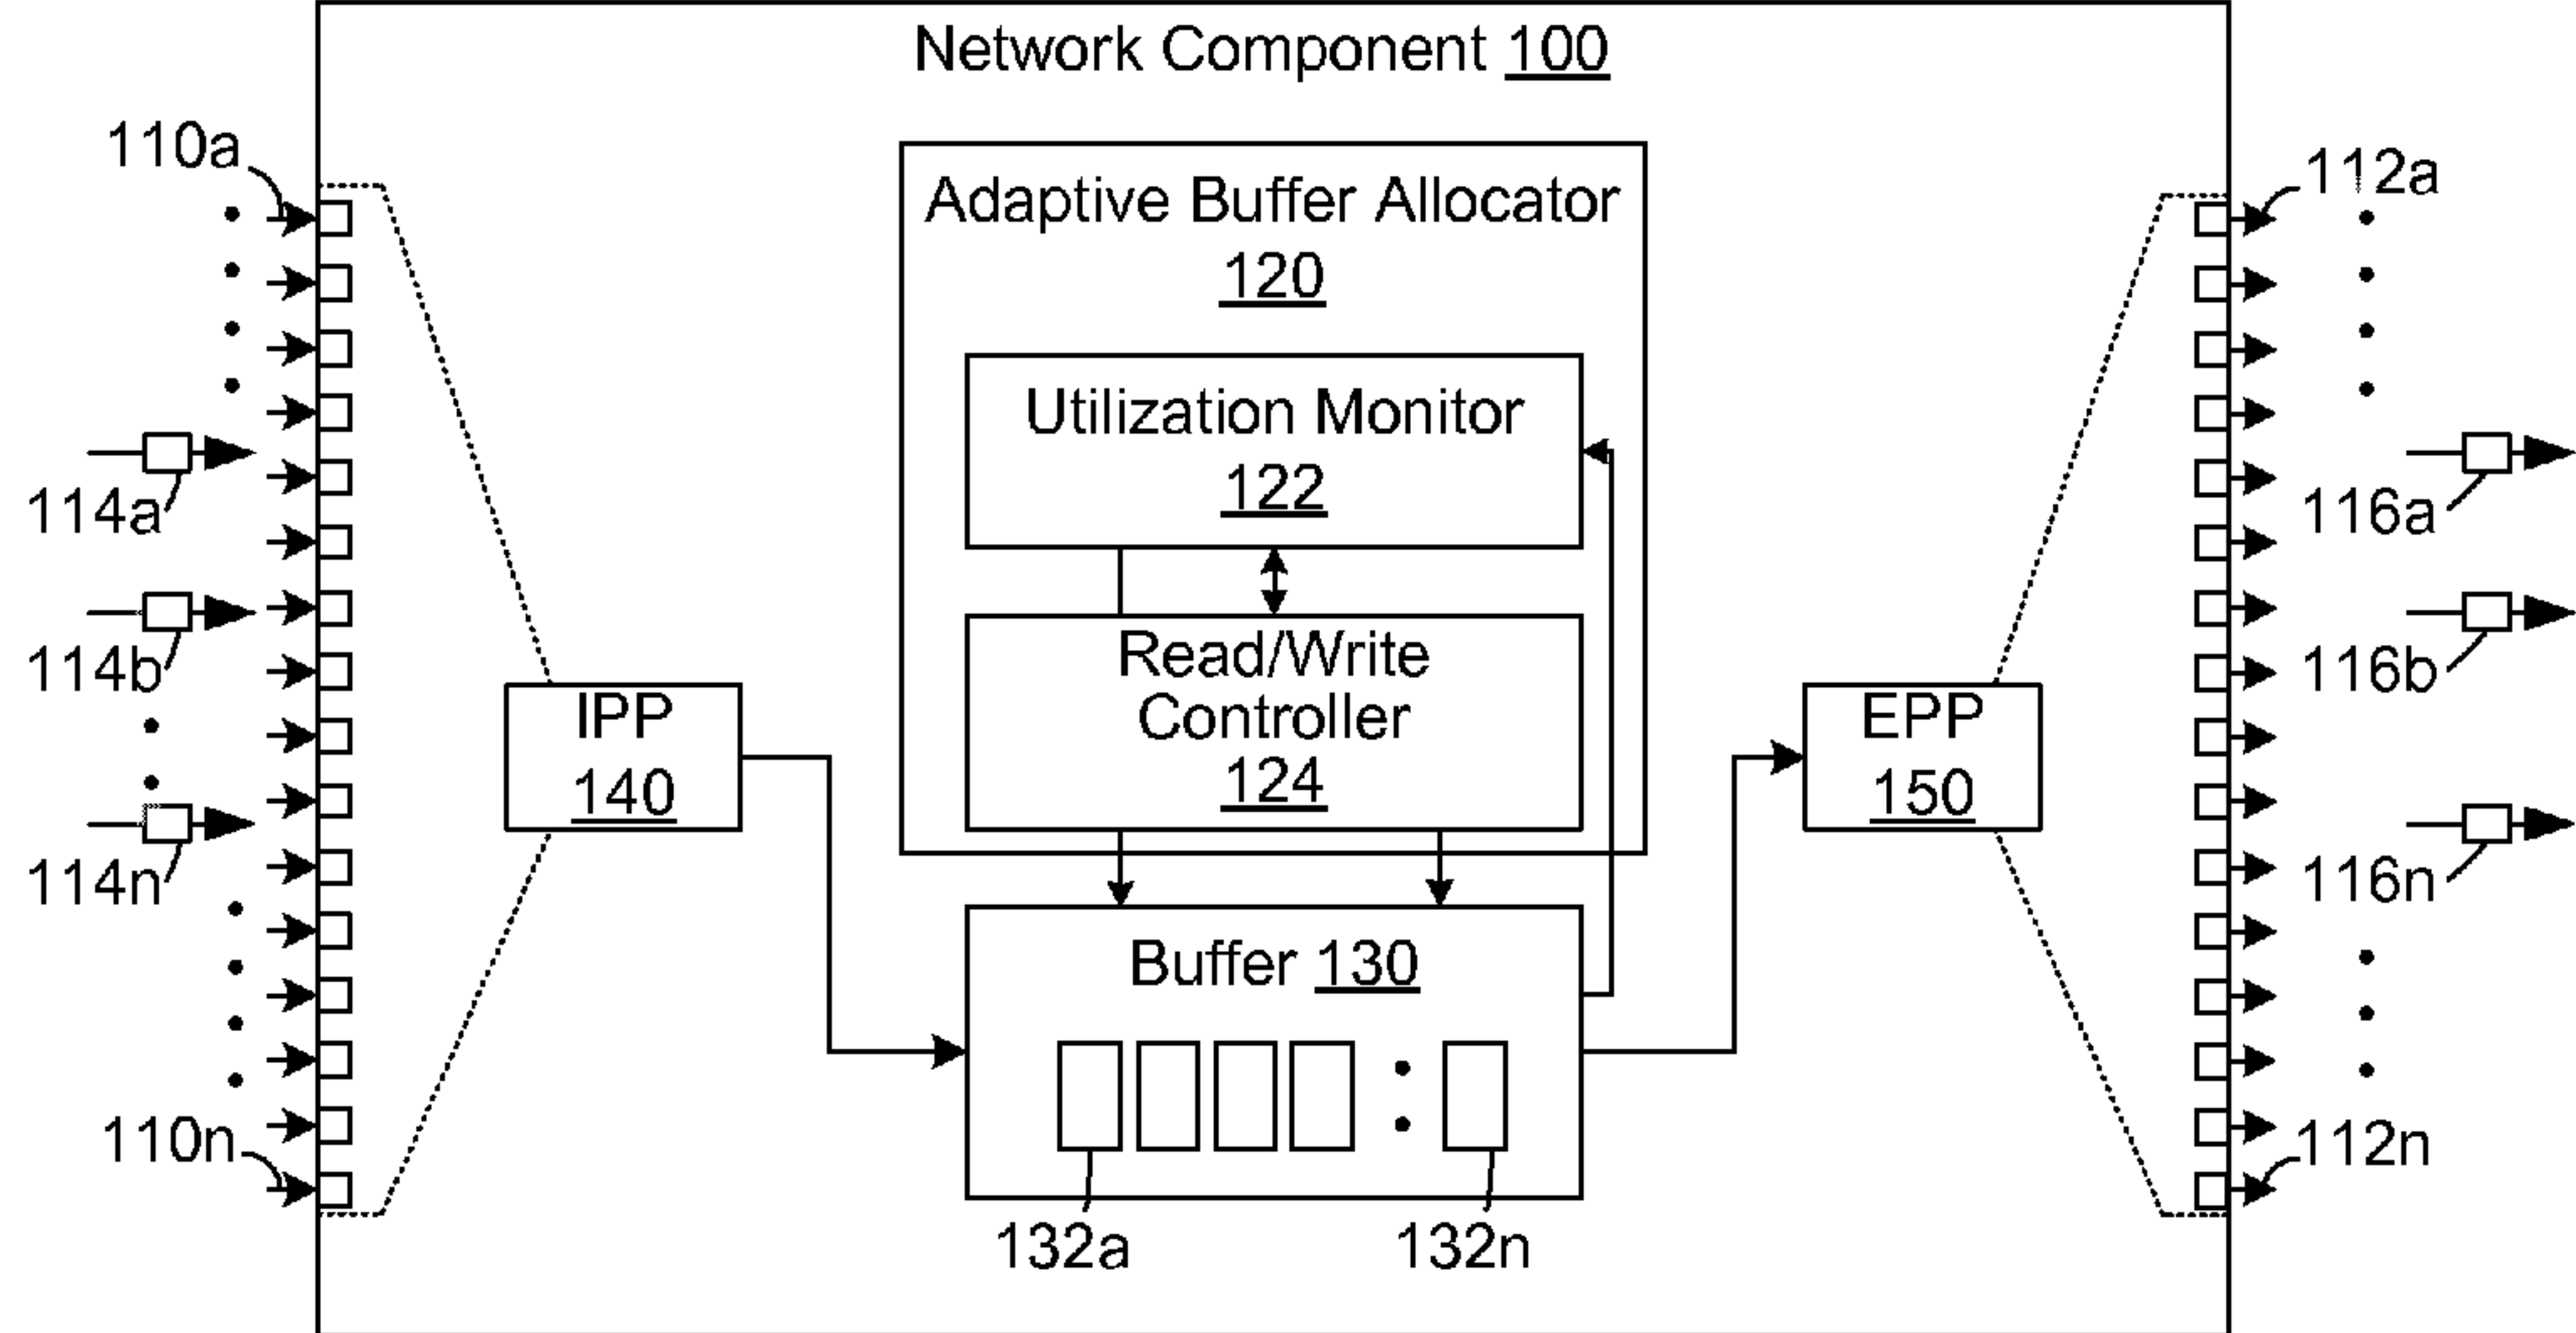 Network Component 100
110a
112a
Adaptive Buffer Allocator
120
Utilization Monitor
122
114a
116a
114b
116b
Read/Write
Controller
124
IPP
140
EPP
150
114n
116n
Buffer 130
110n
112n
132a
132n